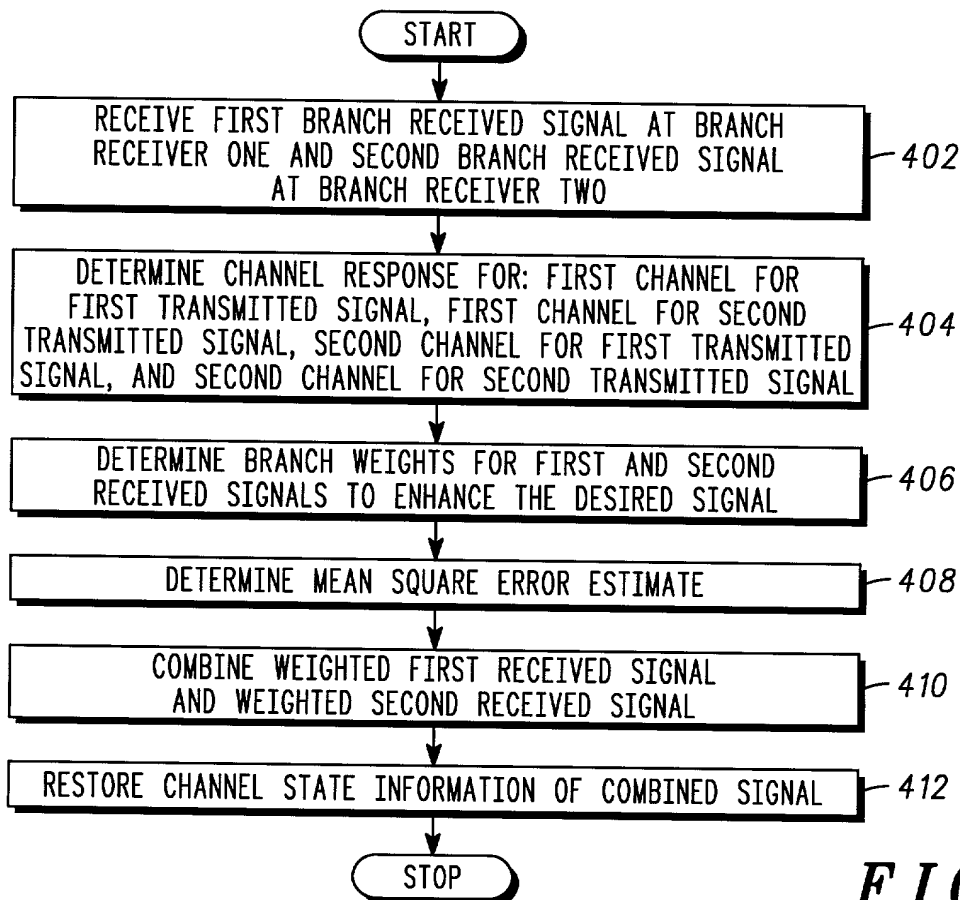 START
RECEIVE FIRST BRANCH RECEIVED SIGNAL AT BRANCH
RECEIVER ONE AND SECOND BRANCH RECEIVED SIGNAL
AT BRANCH RECEIVER TWO
402
DETERMINE CHANNEL RESPONSE FOR: FIRST CHANNEL FOR
FIRST TRANSMITTED SIGNAL, FIRST CHANNEL FOR SECOND
TRANSMITTED SIGNAL, SECOND CHANNEL FOR FIRST TRANSMITTED
SIGNAL, AND SECOND CHANNEL FOR SECOND TRANSMITTED SIGNAL
404
DETERMINE BRANCH WEIGHTS FOR FIRST AND SECOND
RECEIVED SIGNALS TO ENHANCE THE DESIRED SIGNAL
406
DETERMINE MEAN SQUARE ERROR ESTIMATE
408
COMBINE WEIGHTED FIRST RECEIVED SIGNAL
AND WEIGHTED SECOND RECEIVED SIGNAL
410
RESTORE CHANNEL STATE INFORMATION OF COMBINED SIGNAL
412
STOP